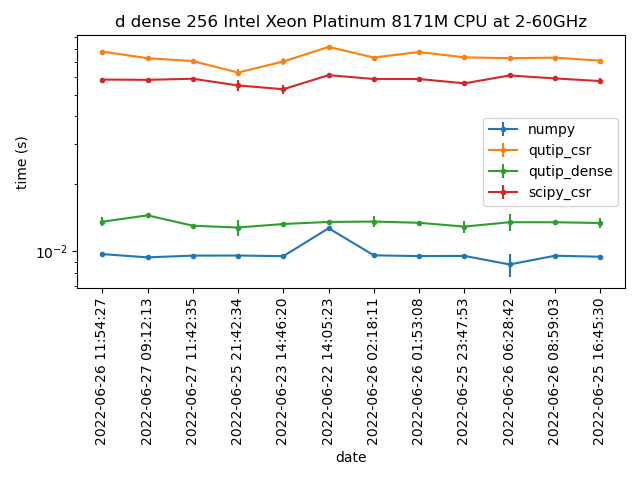 d dense 256 Intel Xeon Platinum 8171M CPU at 2-60GHz
time (s)
10⁻²
numpy
qutip_csr
qutip_dense
scipy_csr
2022-06-26 11:54:27
2022-06-27 09:12:13
2022-06-27 11:42:35
2022-06-25 21:42:34
2022-06-23 14:46:20
2022-06-22 14:05:23
2022-06-26 02:18:11
2022-06-26 01:53:08
2022-06-25 23:47:53
2022-06-26 06:28:42
2022-06-26 08:59:03
2022-06-25 16:45:30
date